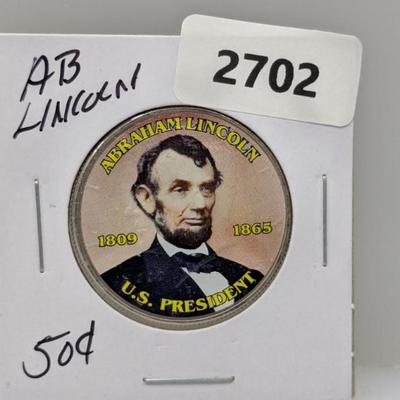 AB
LINCOLN
2702
ABRAHAM LINCOLN
1809 1865
U.S. PRESIDENT
50¢